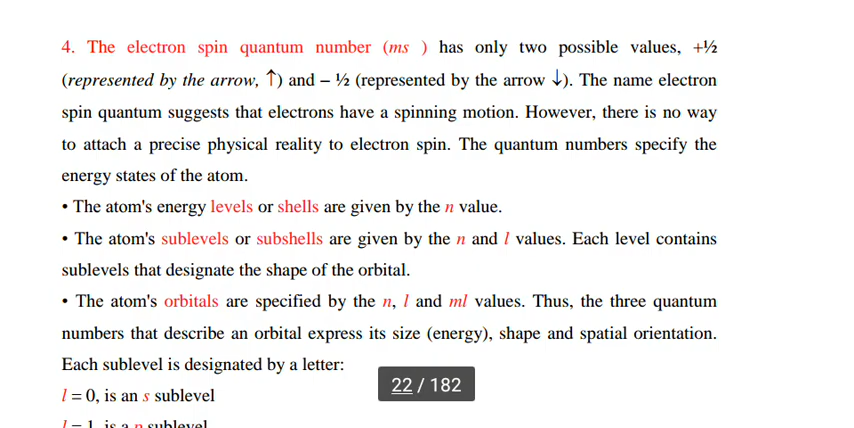 4. The electron spin quantum number (ms ) has only two possible values, +½
(represented by the arrow, ↑) and – ½ (represented by the arrow ↓). The name electron
spin quantum suggests that electrons have a spinning motion. However, there is no way
to attach a precise physical reality to electron spin. The quantum numbers specify the
energy states of the atom.
• The atom's energy levels or shells are given by the n value.
• The atom's sublevels or subshells are given by the n and l values. Each level contains
sublevels that designate the shape of the orbital.
• The atom's orbitals are specified by the n, l and ml values. Thus, the three quantum
numbers that describe an orbital express its size (energy), shape and spatial orientation.
Each sublevel is designated by a letter:
22 / 182
l = 0, is an s sublevel
l = 1, is a p sublevel